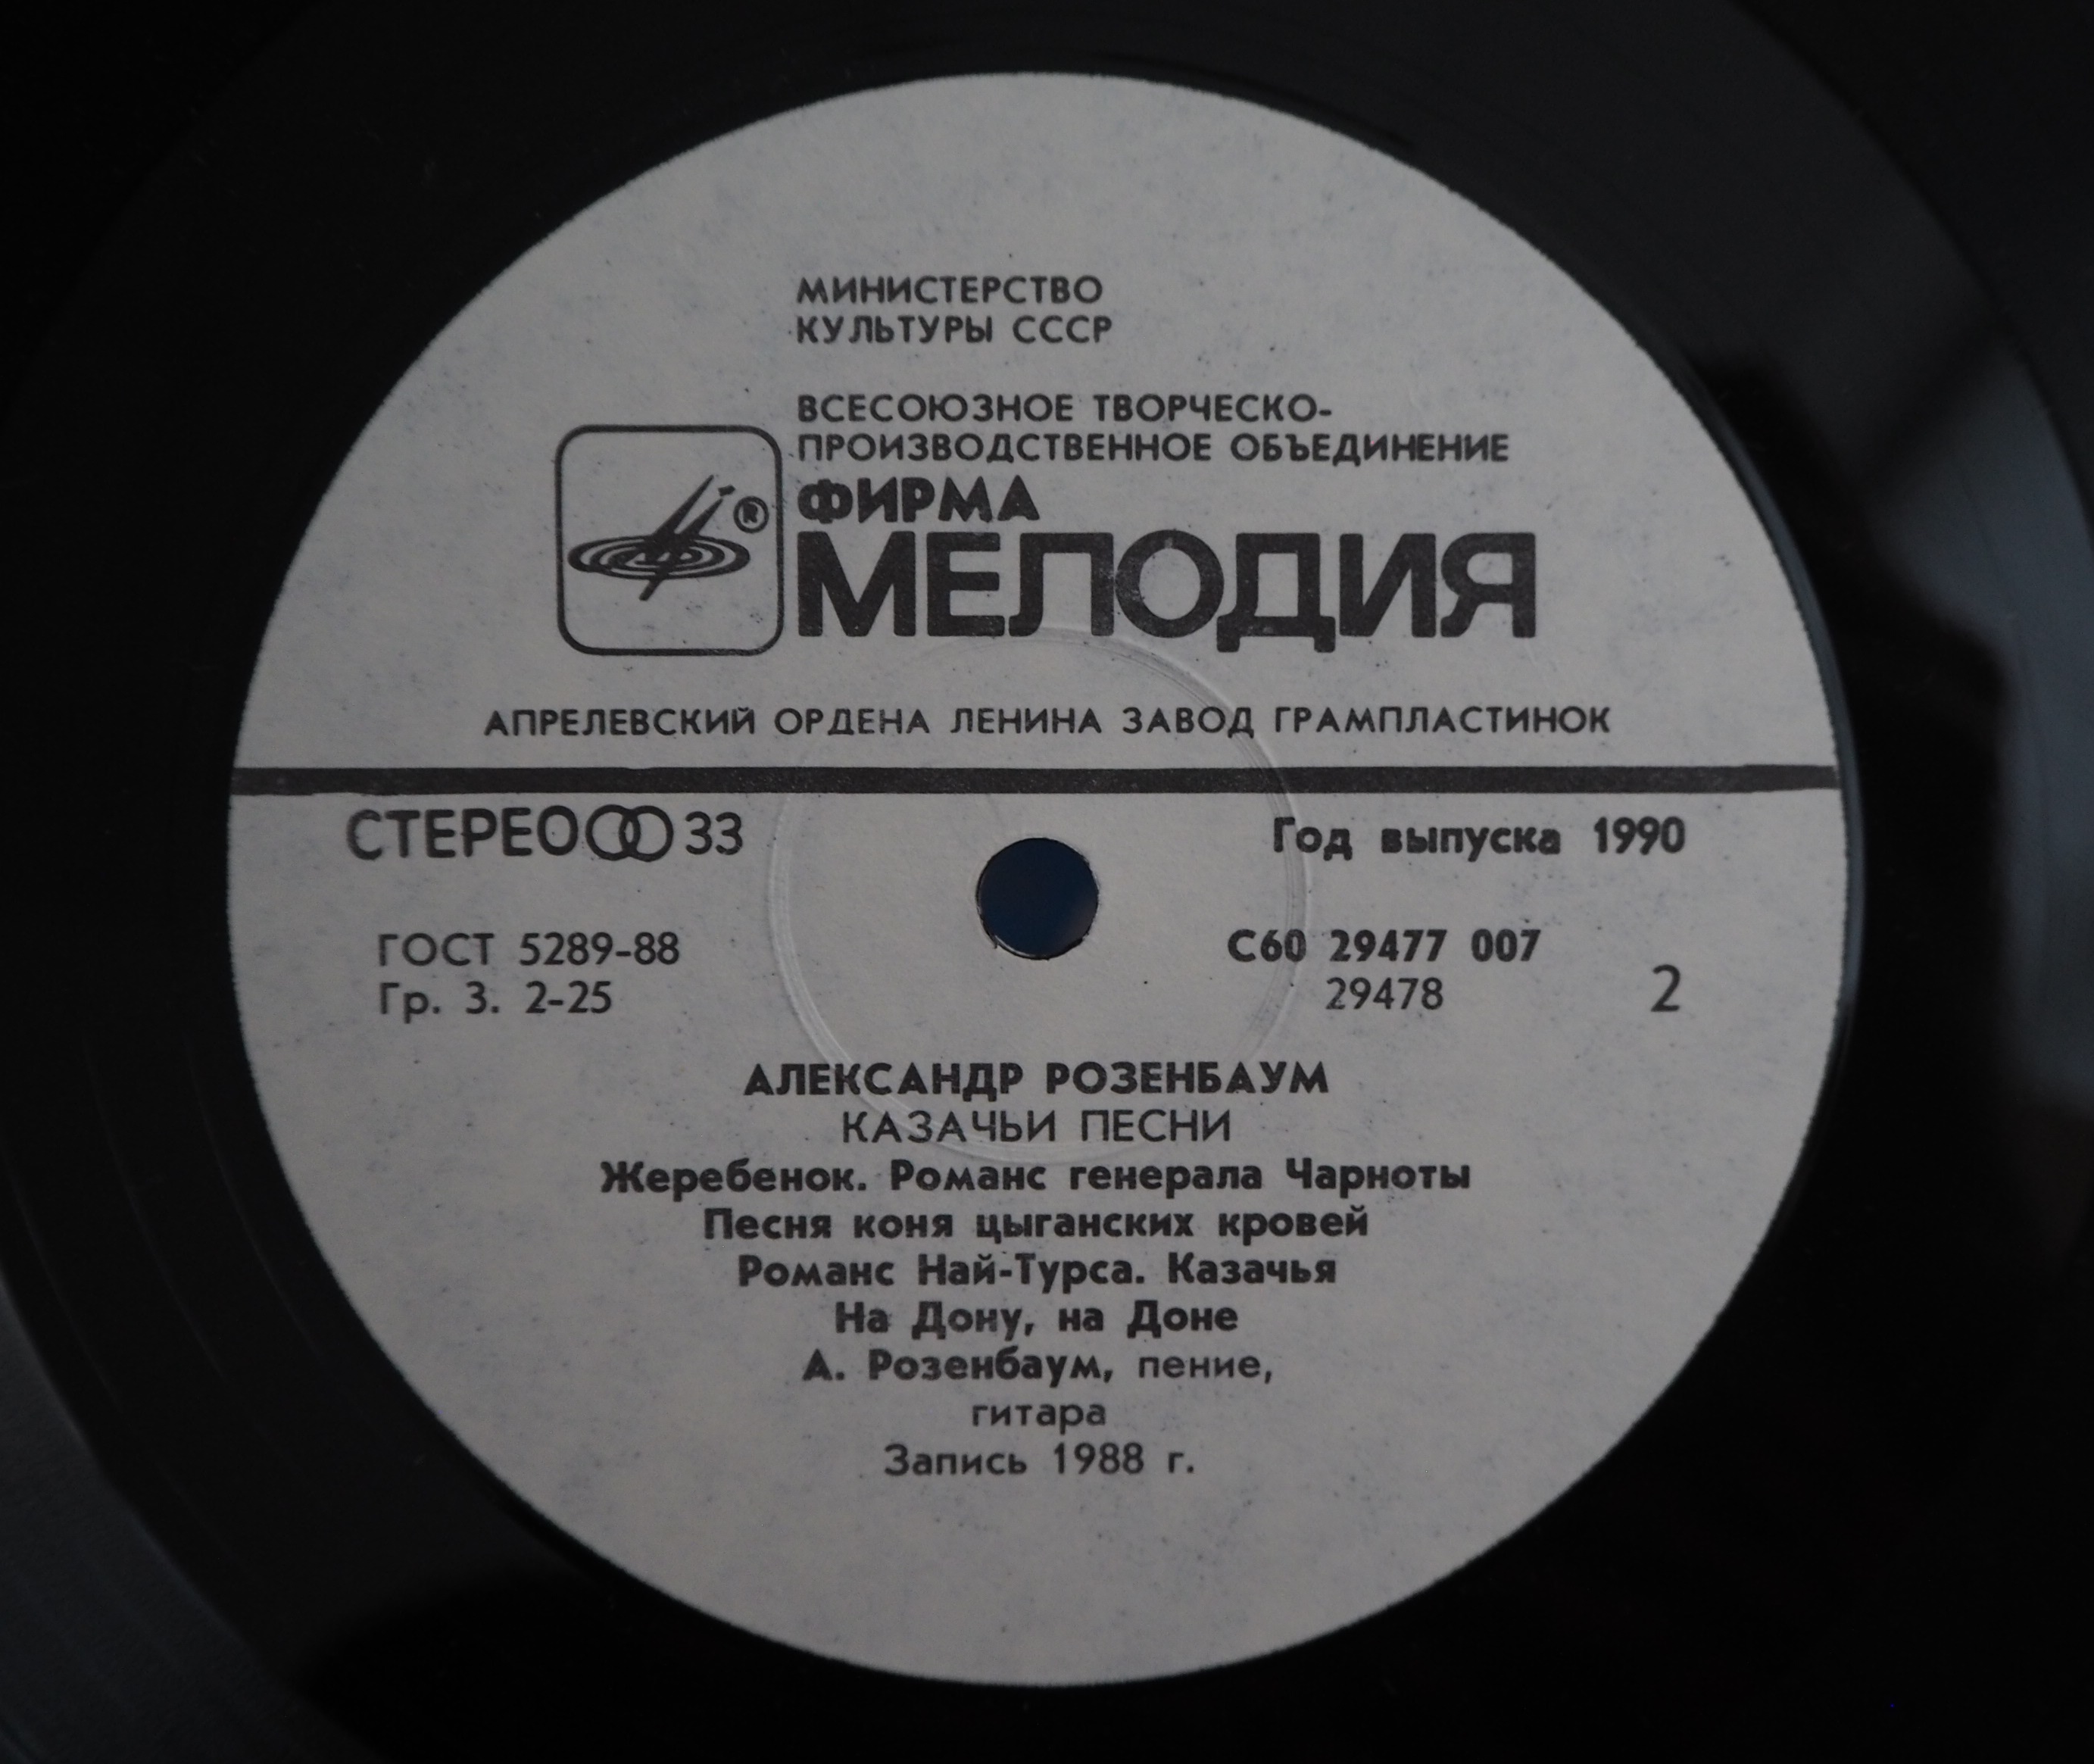 МИНИСТЕРСТВО
КУЛЬТУРЫ СССР
ВСЕСОЮЗНОЕ ТВОРЧЕСКО-
ПРОИЗВОДСТВЕННОЕ ОБЪЕДИНЕНИЕ
ФИРМА
®
МЕЛОДИЯ
АПРЕЛЕВСКИЙ ОРДЕНА ЛЕНИНА ЗАВОД ГРАМПЛАСТИНОК
СТЕРЕО 33
Год выпуска 1990
ГОСТ 5289-88
Гр. 3. 2-25
С60 29477 007
29478
2
АЛЕКСАНДР РОЗЕНБАУМ
КАЗАЧЬИ ПЕСНИ
Жеребенок. Романс генерала Чарноты
Песня коня цыганских кровей
Романс Най-Турса. Казачья
На Дону, на Доне
А. Розенбаум, пение,
гитара
Запись 1988 г.